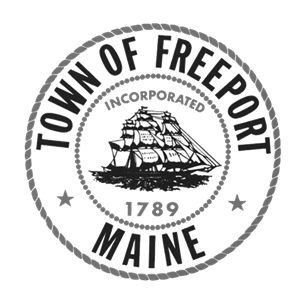 TOWN OF FREEPORT
INCORPORATED
1789
MAINE